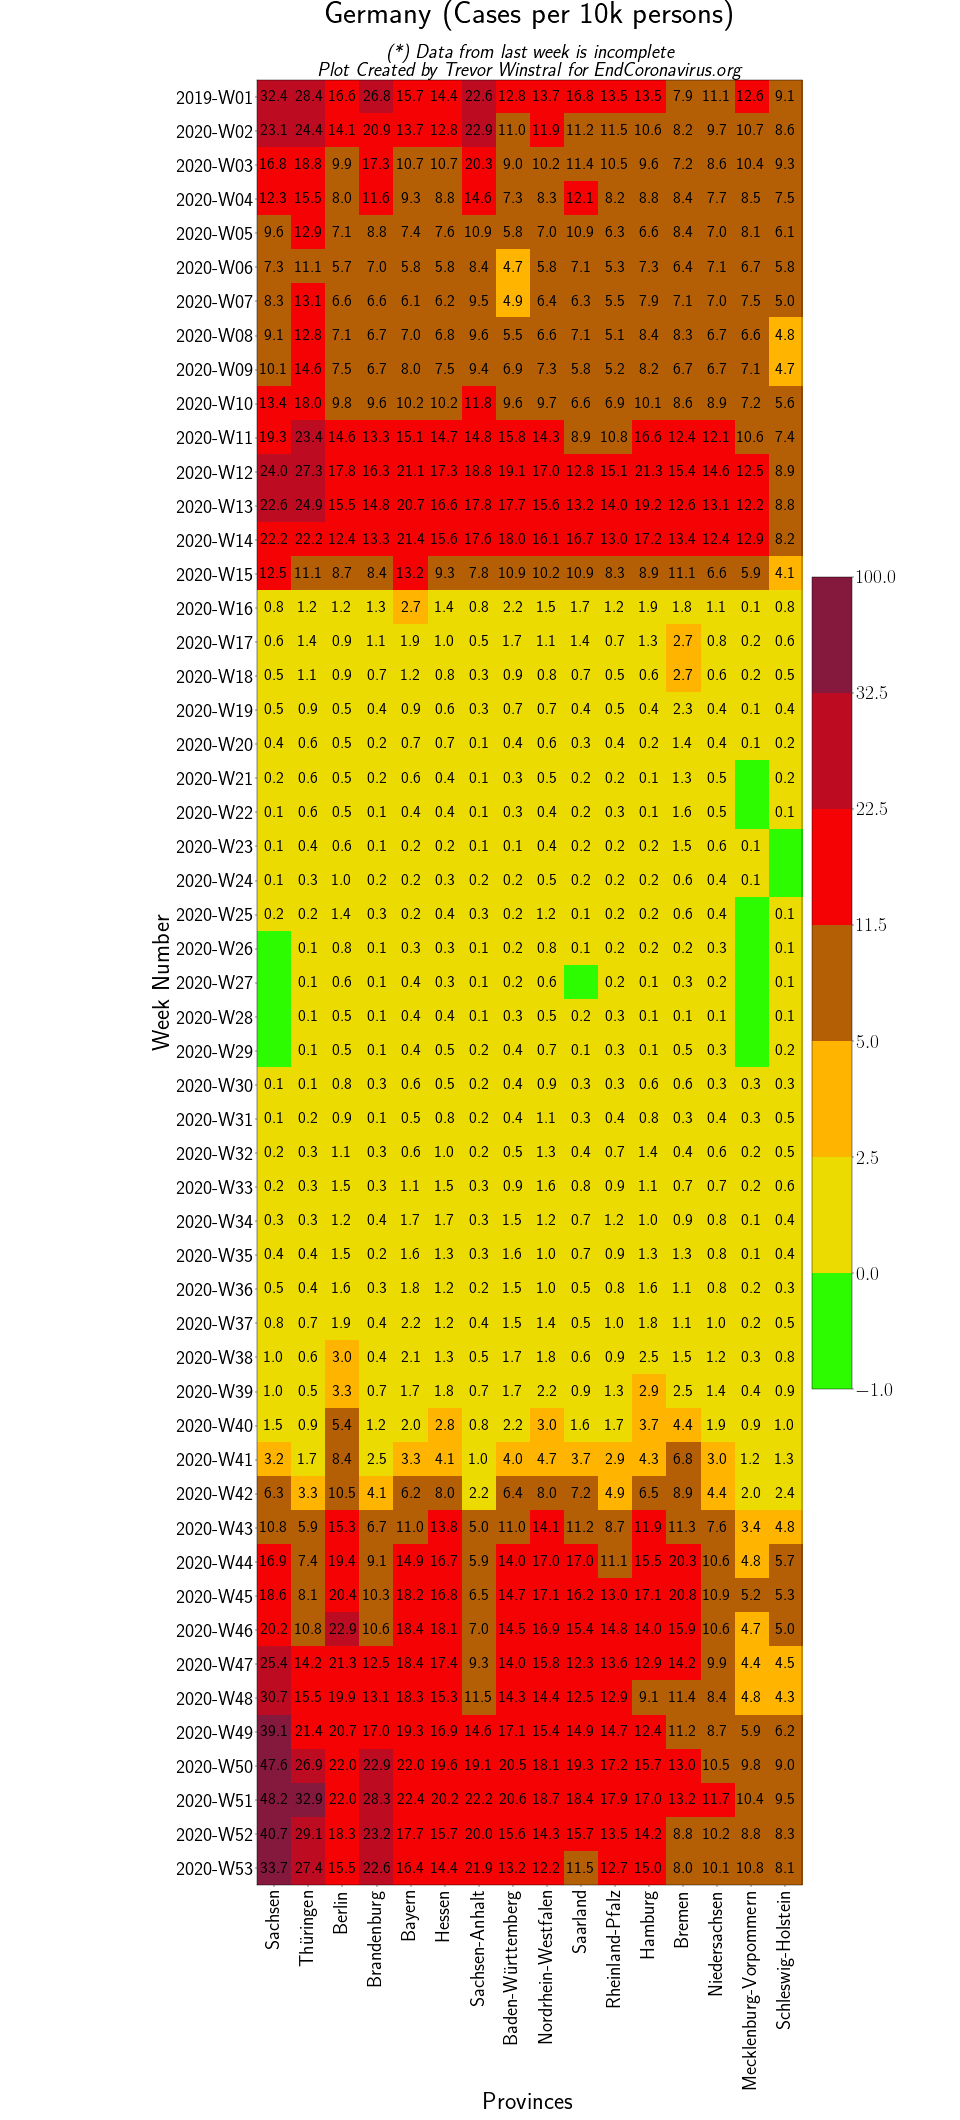 Germany (Cases per 10k persons)
(*) Data from last week is incomplete
Plot Created by Trevor Winstral for EndCoronavirus.org
2019-W01 32.4 28.4 16.6 26.8 15.7 14.4 22.6 12.8 13.7 16.8 13.5 13.5 7.9 11.1 12.6 9.1
2020-W02 23.1 24.4 14.1 20.9 13.7 12.8 22.9 11.0 11.9 11.2 11.5 10.6 8.2 9.7 10.7 8.6
2020-W03 16.8 18.8 9.9 17.3 10.7 10.7 20.3 9.0 10.2 11.4 10.5 9.6 7.2 8.6 10.4 9.3
2020-W04 12.3 15.5 8.0 11.6 9.3 8.8 14.6 7.3 8.3 12.1 8.2 8.8 8.4 7.7 8.5 7.5
2020-W05 9.6 12.9 7.1 8.8 7.4 7.6 10.9 5.8 7.0 10.9 6.3 6.6 8.4 7.0 8.1 6.1
2020-W06 7.3 11.1 5.7 7.0 5.8 5.8 8.4 4.7 5.8 7.1 5.3 7.3 6.4 7.1 6.7 5.8
2020-W07 8.3 13.1 6.6 6.6 6.1 6.2 9.5 4.9 6.4 6.3 5.5 7.9 7.1 7.0 7.5 5.0
2020-W08 9.1 12.8 7.1 6.7 7.0 6.8 9.6 5.5 6.6 7.1 5.1 8.4 8.3 6.7 6.6 4.8
2020-W09 10.1 14.6 7.5 6.7 8.0 7.5 9.4 6.9 7.3 5.8 5.2 8.2 6.7 6.7 7.1 4.7
2020-W10 13.4 18.0 9.8 9.6 10.2 10.2 11.8 9.6 9.7 6.6 6.9 10.1 8.6 8.9 7.2 5.6
2020-W11 19.3 23.4 14.6 13.3 15.1 14.7 14.8 15.8 14.3 8.9 10.8 16.6 12.4 12.1 10.6 7.4
2020-W12 24.0 27.3 17.8 16.3 21.1 17.3 18.8 19.1 17.0 12.8 15.1 21.3 15.4 14.6 12.5 8.9
2020-W13 22.6 24.9 15.5 14.8 20.7 16.6 17.8 17.7 15.6 13.2 14.0 19.2 12.6 13.1 12.2 8.8
2020-W14 22.2 22.2 12.4 13.3 21.4 15.6 17.6 18.0 16.1 16.7 13.0 17.2 13.4 12.4 12.9 8.2
2020-W15 12.5 11.1 8.7 8.4 13.2 9.3 7.8 10.9 10.2 10.9 8.3 8.9 11.1 6.6 5.9 4.1
2020-W16 0.8 1.2 1.2 1.3 2.7 1.4 0.8 2.2 1.5 1.7 1.2 1.9 1.8 1.1 0.1 0.8
2020-W17 0.6 1.4 0.9 1.1 1.9 1.0 0.5 1.7 1.1 1.4 0.7 1.3 2.7 0.8 0.2 0.6
2020-W18 0.5 1.1 0.9 0.7 1.2 0.8 0.3 0.9 0.8 0.7 0.5 0.6 2.7 0.6 0.2 0.5
2020-W19 0.5 0.9 0.5 0.4 0.9 0.6 0.3 0.7 0.7 0.4 0.5 0.4 2.3 0.4 0.1 0.4
2020-W20 0.4 0.6 0.5 0.2 0.7 0.7 0.1 0.4 0.6 0.3 0.4 0.2 1.4 0.4 0.1 0.2
2020-W21 0.2 0.6 0.5 0.2 0.6 0.4 0.1 0.3 0.5 0.2 0.2 0.1 1.3 0.5 0.2
2020-W22 0.1 0.6 0.5 0.1 0.4 0.4 0.1 0.3 0.4 0.2 0.3 0.1 1.6 0.5 0.1
2020-W23 0.1 0.4 0.6 0.1 0.2 0.2 0.1 0.1 0.4 0.2 0.2 0.2 1.5 0.6 0.1
2020-W24 0.1 0.3 1.0 0.2 0.2 0.3 0.2 0.2 0.5 0.2 0.2 0.2 0.6 0.4 0.1
2020-W25 0.2 0.2 1.4 0.3 0.2 0.4 0.3 0.2 1.2 0.1 0.2 0.2 0.6 0.4 0.1
2020-W26 0.1 0.8 0.1 0.3 0.3 0.1 0.2 0.8 0.1 0.2 0.2 0.2 0.3 0.1
2020-W27 0.1 0.6 0.1 0.4 0.3 0.1 0.2 0.6 0.2 0.1 0.3 0.2 0.1
2020-W28 0.1 0.5 0.1 0.4 0.4 0.1 0.3 0.5 0.2 0.3 0.1 0.1 0.1 0.1
2020-W29 0.1 0.5 0.1 0.4 0.5 0.2 0.4 0.7 0.1 0.3 0.1 0.5 0.3 0.2
2020-W30 0.1 0.1 0.8 0.3 0.6 0.5 0.2 0.4 0.9 0.3 0.3 0.6 0.6 0.3 0.3 0.3
2020-W31 0.1 0.2 0.9 0.1 0.5 0.8 0.2 0.4 1.1 0.3 0.4 0.8 0.3 0.4 0.3 0.5
2020-W32 0.2 0.3 1.1 0.3 0.6 1.0 0.2 0.5 1.3 0.4 0.7 1.4 0.4 0.6 0.2 0.5
2020-W33 0.2 0.3 1.5 0.3 1.1 1.5 0.3 0.9 1.6 0.8 0.9 1.1 0.7 0.7 0.2 0.6
2020-W34 0.3 0.3 1.2 0.4 1.7 1.7 0.3 1.5 1.2 0.7 1.2 1.0 0.9 0.8 0.1 0.4
2020-W35 0.4 0.4 1.5 0.2 1.6 1.3 0.3 1.6 1.0 0.7 0.9 1.3 1.3 0.8 0.1 0.4
2020-W36 0.5 0.4 1.6 0.3 1.8 1.2 0.2 1.5 1.0 0.5 0.8 1.6 1.1 0.8 0.2 0.3
2020-W37 0.8 0.7 1.9 0.4 2.2 1.2 0.4 1.5 1.4 0.5 1.0 1.8 1.1 1.0 0.2 0.5
2020-W38 1.0 0.6 3.0 0.4 2.1 1.3 0.5 1.7 1.8 0.6 0.9 2.5 1.5 1.2 0.3 0.8
2020-W39 1.0 0.5 3.3 0.7 1.7 1.8 0.7 1.7 2.2 0.9 1.3 2.9 2.5 1.4 0.4 0.9
2020-W40 1.5 0.9 5.4 1.2 2.0 2.8 0.8 2.2 3.0 1.6 1.7 3.7 4.4 1.9 0.9 1.0
2020-W41 3.2 1.7 8.4 2.5 3.3 4.1 1.0 4.0 4.7 3.7 2.9 4.3 6.8 3.0 1.2 1.3
2020-W42 6.3 3.3 10.5 4.1 6.2 8.0 2.2 6.4 8.0 7.2 4.9 6.5 8.9 4.4 2.0 2.4
2020-W43 10.8 5.9 15.3 6.7 11.0 13.8 5.0 11.0 14.1 11.2 8.7 11.9 11.3 7.6 3.4 4.8
2020-W44 16.9 7.4 19.4 9.1 14.9 16.7 5.9 14.0 17.0 17.0 11.1 15.5 20.3 10.6 4.8 5.7
2020-W45 18.6 8.1 20.4 10.3 18.2 16.8 6.5 14.7 17.1 16.2 13.0 17.1 20.8 10.9 5.2 5.3
2020-W46 20.2 10.8 22.9 10.6 18.4 18.1 7.0 14.5 16.9 15.4 14.8 14.0 15.9 10.6 4.7 5.0
2020-W47 25.4 14.2 21.3 12.5 18.4 17.4 9.3 14.0 15.8 12.3 13.6 12.9 14.2 9.9 4.4 4.5
2020-W48 30.7 15.5 19.9 13.1 18.3 15.3 11.5 14.3 14.4 12.5 12.9 9.1 11.4 8.4 4.8 4.3
2020-W49 39.1 21.4 20.7 17.0 19.3 16.9 14.6 17.1 15.4 14.9 14.7 12.4 11.2 8.7 5.9 6.2
2020-W50 47.6 26.9 22.0 22.9 22.0 19.6 19.1 20.5 18.1 19.3 17.2 15.7 13.0 10.5 9.8 9.0
2020-W51 48.2 32.9 22.0 28.3 22.4 20.2 22.2 20.6 18.7 18.4 17.9 17.0 13.2 11.7 10.4 9.5
2020-W52 40.7 29.1 18.3 23.2 17.7 15.7 20.0 15.6 14.3 15.7 13.5 14.2 8.8 10.2 8.8 8.3
2020-W53 33.7 27.4 15.5 22.6 16.4 14.4 21.9 13.2 12.2 11.5 12.7 15.0 8.0 10.1 10.8 8.1
Week Number
Sachsen
Thüringen
Berlin
Brandenburg
Bayern
Hessen
Sachsen-Anhalt
Baden-Württemberg
Nordrhein-Westfalen
Saarland
Rheinland-Pfalz
Hamburg
Bremen
Niedersachsen
Mecklenburg-Vorpommern
Schleswig-Holstein
Provinces
100.0
32.5
22.5
11.5
5.0
2.5
0.0
−1.0